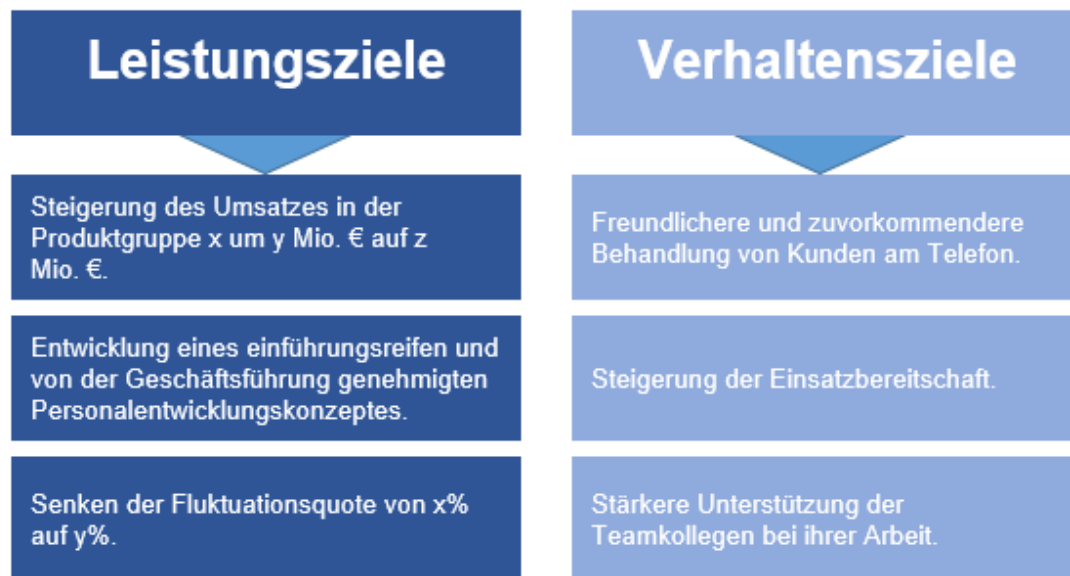 Leistungsziele
Steigerung des Umsatzes in der
Produktgruppe x um y Mio. € auf z
Mio. €.
Entwicklung eines einführungsreifen und
von der Geschäftsführung genehmigten
Personalentwicklungskonzeptes.
Senken der Fluktuationsquote von x%
auf y%.
Verhaltensziele
Freundlichere und zuvorkommendere
Behandlung von Kunden am Telefon.
Steigerung der Einsatzbereitschaft.
Stärkere Unterstützung der
Teamkollegen bei ihrer Arbeit.